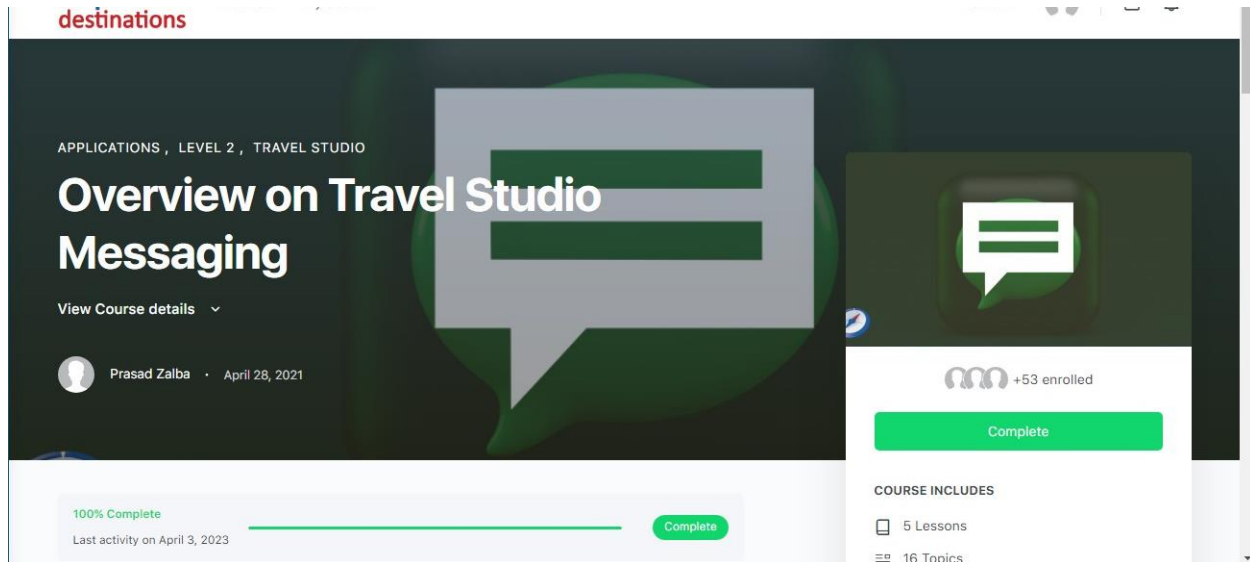 destinations
APPLICATIONS , LEVEL 2 , TRAVEL STUDIO
Overview on Travel Studio
Messaging
View Course details
Prasad Zalba · April 28, 2021
+53 enrolled
Complete
100% Complete
Last activity on April 3, 2023
Complete
COURSE INCLUDES
5 Lessons
16 Topics